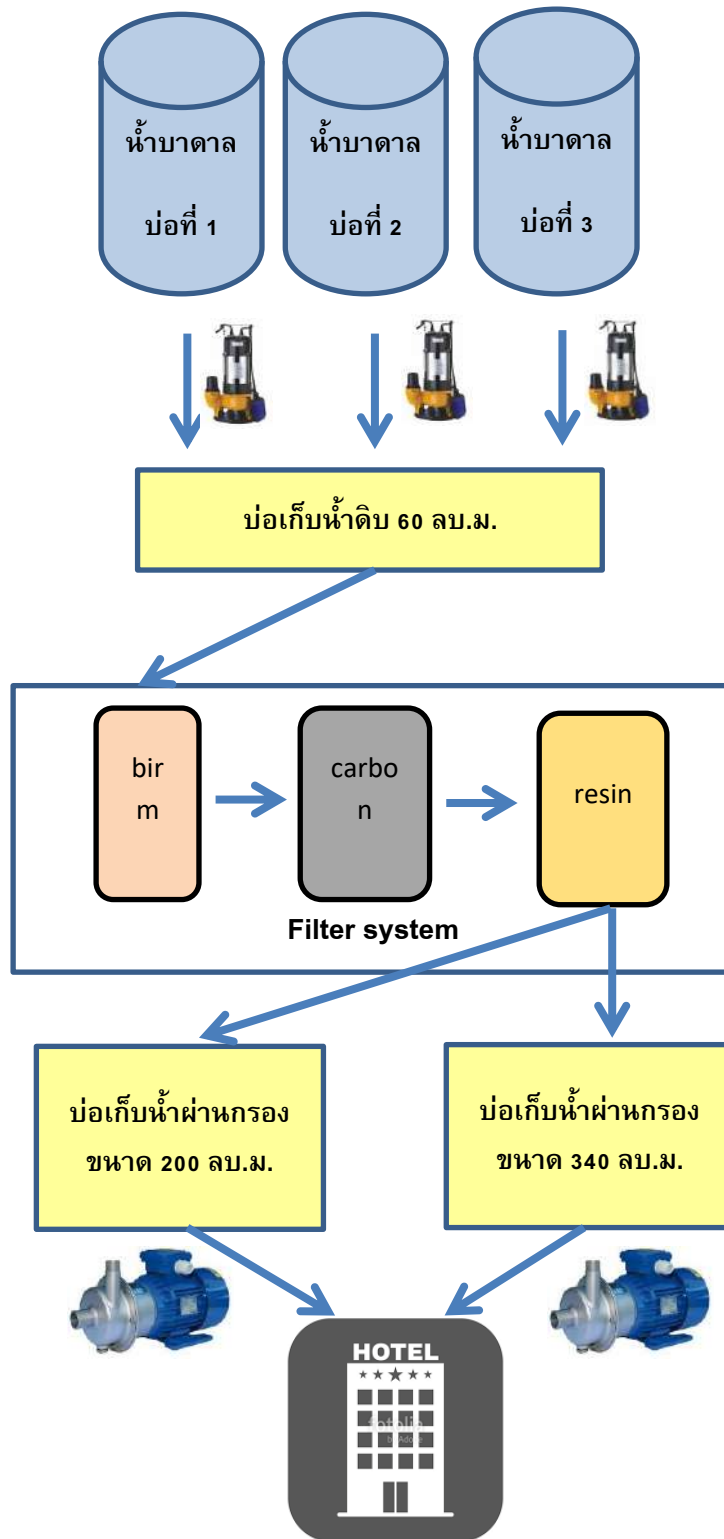 น้ำบาดาล
บ่อที่ 1
น้ำบาดาล
บ่อที่ 2
น้ำบาดาล
บ่อที่ 3
บ่อเก็บน้ำดิบ 60 ลบ.ม.
bir
m
carbo
n
resin
Filter system
บ่อเก็บน้ำผ่านกรอง
ขนาด 200 ลบ.ม.
บ่อเก็บน้ำผ่านกรอง
ขนาด 340 ลบ.ม.
HOTEL
fotolia
by Adobe